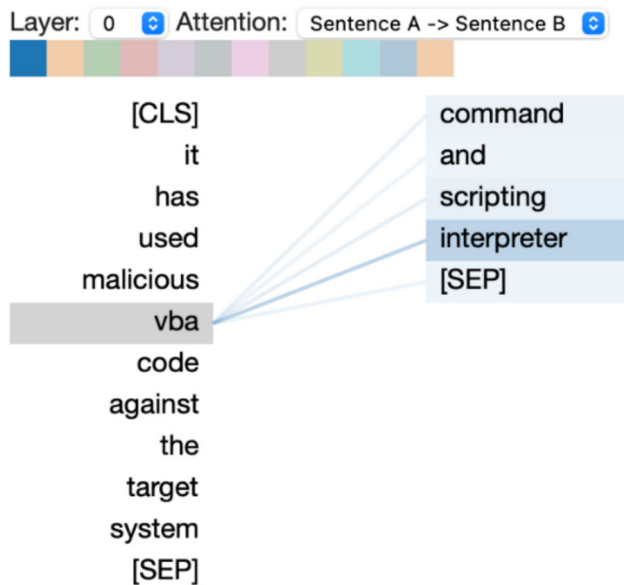 Layer: 0 Attention: Sentence A -> Sentence B
[CLS] command
it and
has scripting
used interpreter
malicious [SEP]
vba
code
against
the
target
system
[SEP]